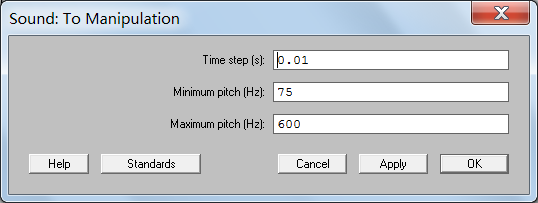 Sound: To Manipulation
Time step (s): 0.01
Minimum pitch (Hz): 75
Maximum pitch (Hz): 600
Help Standards Cancel Apply OK